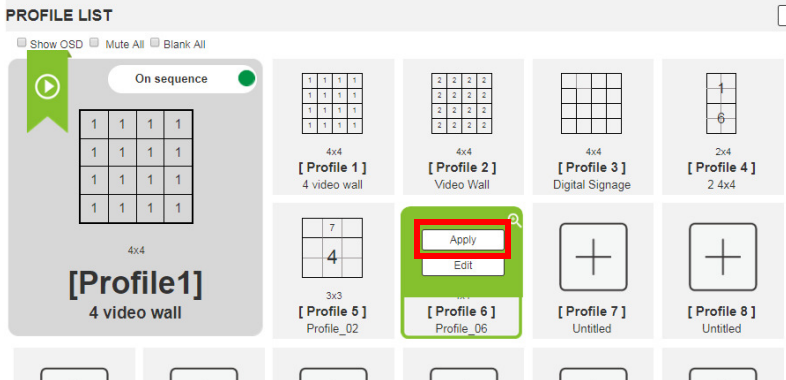 PROFILE LIST
Show OSD Mute All Blank All
On sequence
1 1 1 1
1 1 1 1
1 1 1 1
1 1 1 1
4x4
[Profile1]
4 video wall
1 1 1 1
1 1 1 1
1 1 1 1
1 1 1 1
4x4
[ Profile 1 ]
4 video wall
2 2 2 2
2 2 2 2
2 2 2 2
2 2 2 2
4x4
[ Profile 2 ]
Video Wall
4x4
[ Profile 3 ]
Digital Signage
1
6
2x4
[ Profile 4 ]
2 4x4
7
4
3x3
[ Profile 5 ]
Profile_02
Apply
Edit
[ Profile 6 ]
Profile_06
[ Profile 7 ]
Untitled
[ Profile 8 ]
Untitled